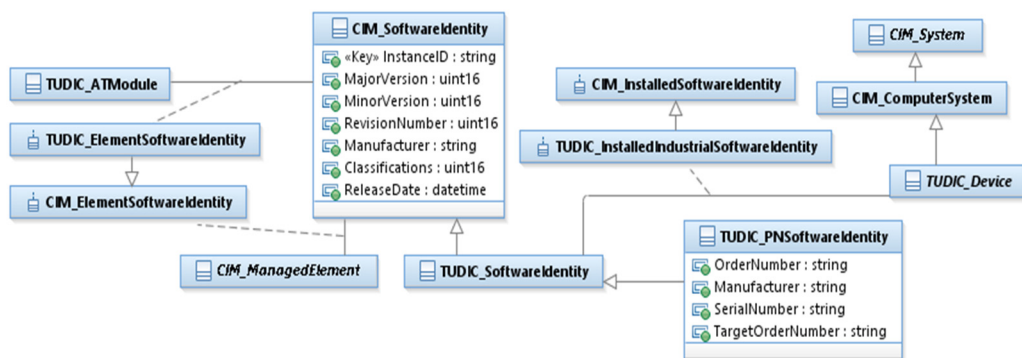 CIM_SoftwareIdentity
«Key» InstanceID : string
MajorVersion : uint16
MinorVersion : uint16
RevisionNumber : uint16
Manufacturer : string
Classifications : uint16
ReleaseDate : datetime
TUDIC_ATModule
TUDIC_ElementSoftwareIdentity
CIM_ElementSoftwareIdentity
CIM_ManagedElement
CIM_System
CIM_InstalledSoftwareIdentity
CIM_ComputerSystem
TUDIC_InstalledIndustrialSoftwareIdentity
TUDIC_Device
TUDIC_SoftwareIdentity
TUDIC_PNSoftwareIdentity
OrderNumber : string
Manufacturer : string
SerialNumber : string
TargetOrderNumber : string